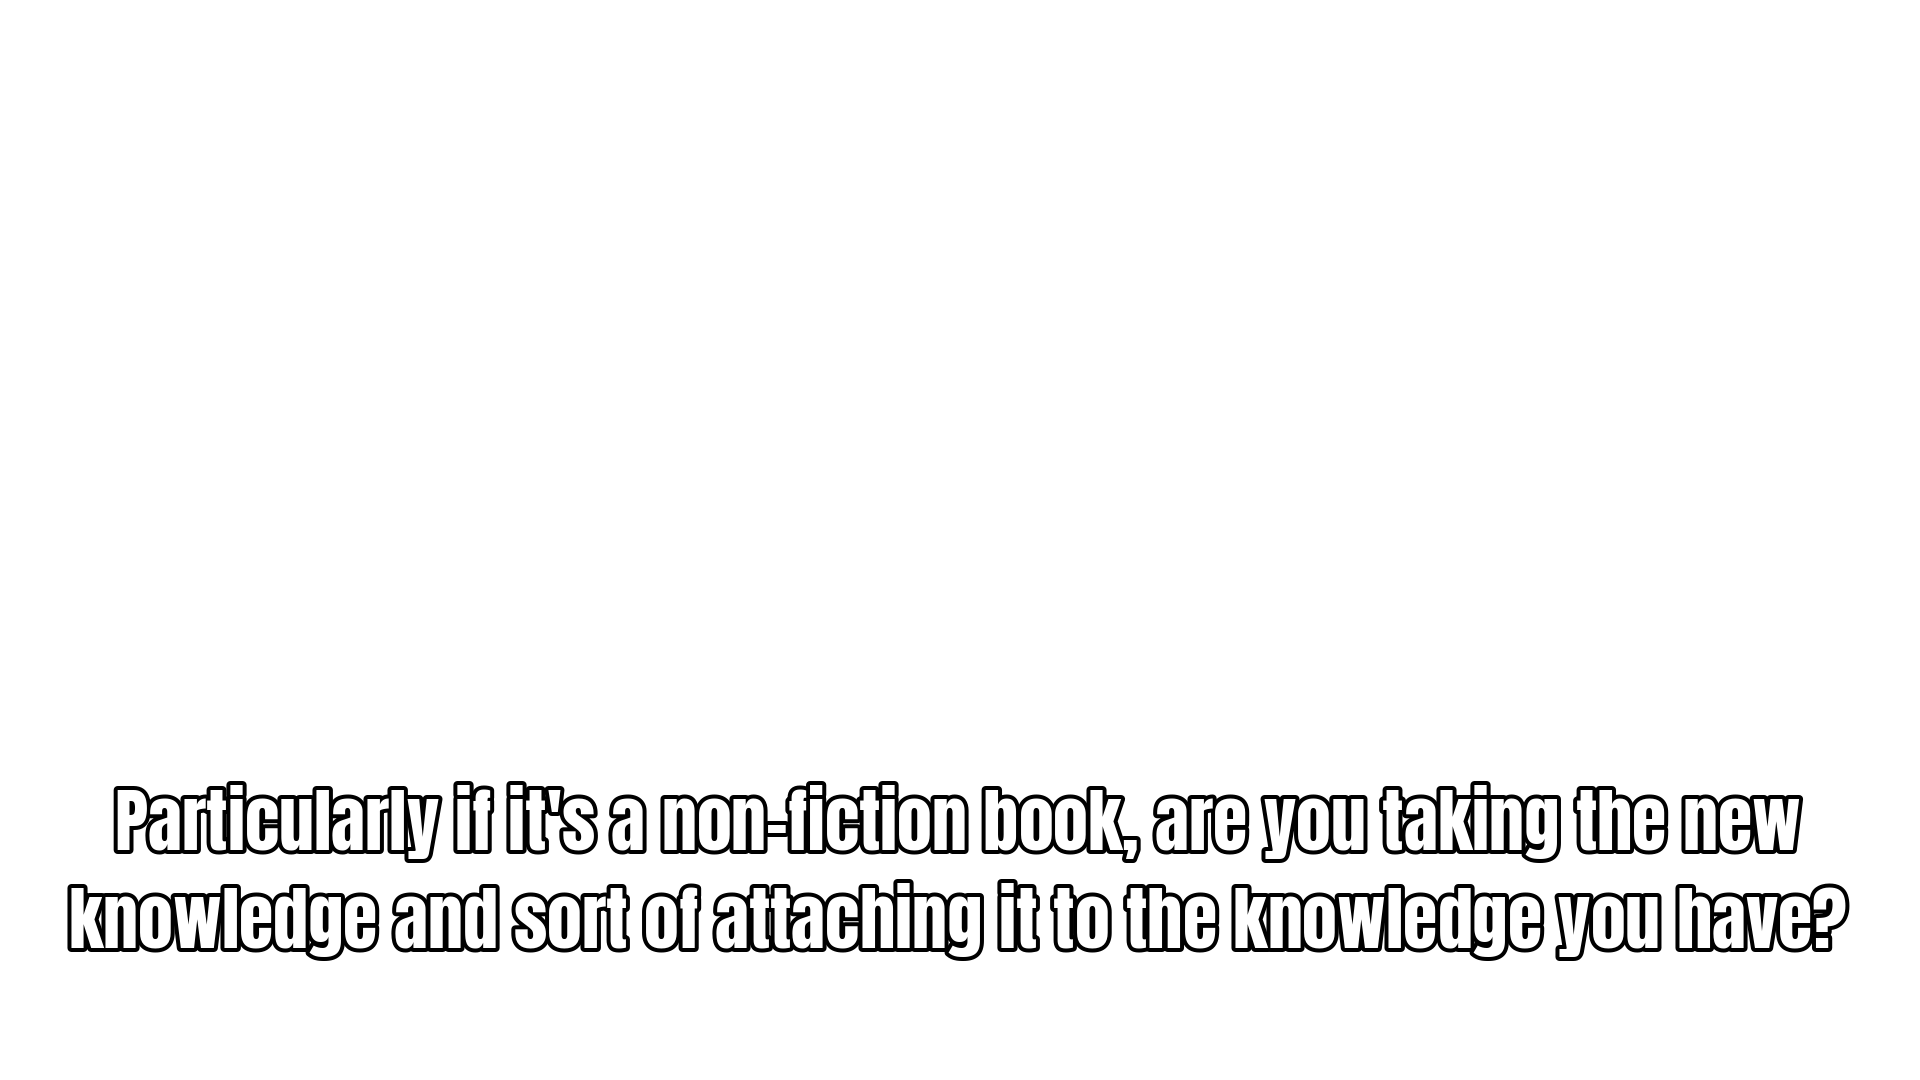 Particularly if it's a non-fiction book, are you taking the new
knowledge and sort of attaching it to the knowledge you have?